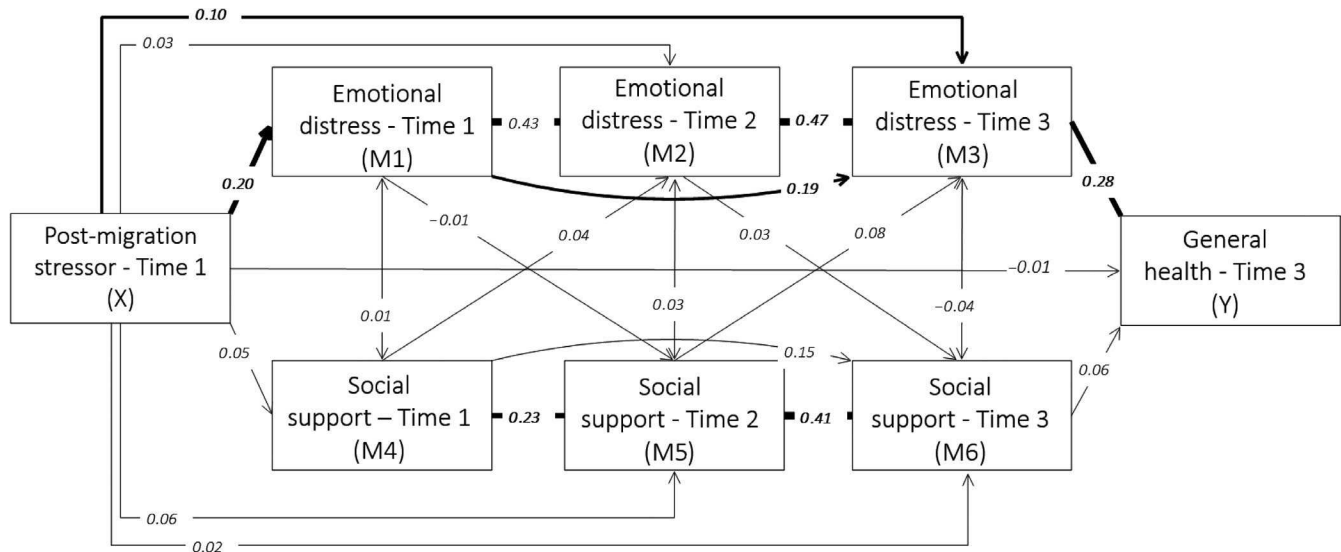 0.10
0.03
Emotional
distress - Time 1
(M1)
0.43
Emotional
distress - Time 2
(M2)
0.47
Emotional
distress - Time 3
(M3)
0.20
0.19
0.28
−0.01
0.04
0.03
0.08
Post-migration
stressor - Time 1
(X)
−0.01
General
health - Time 3
(Y)
0.01
0.03
−0.04
0.05
0.15
0.06
Social
support – Time 1
(M4)
0.23
Social
support - Time 2
(M5)
0.41
Social
support - Time 3
(M6)
0.06
0.02